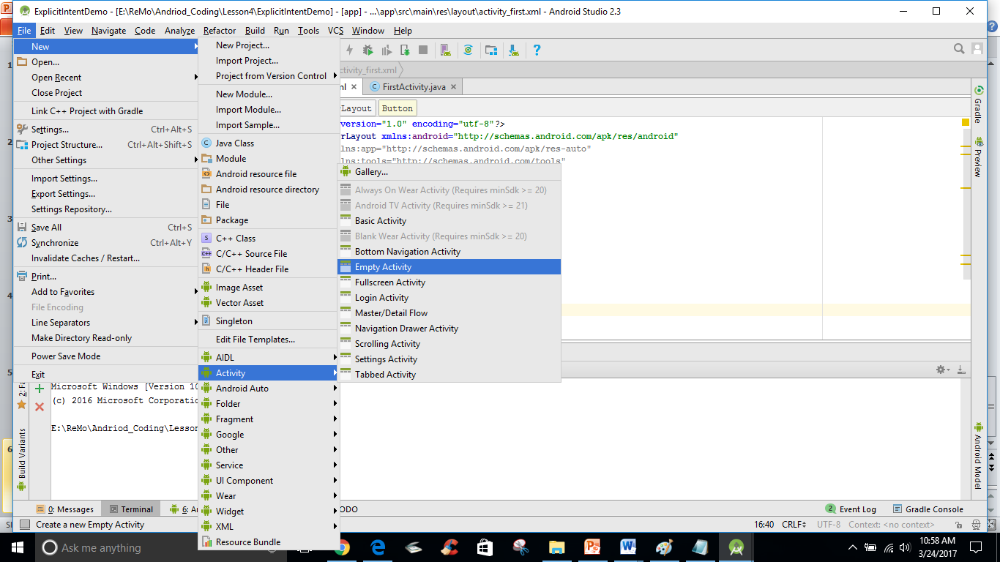 ExplicitIntentDemo - [E:\ReMo\Andriod_Coding\Lesson4\ExplicitIntentDemo] - [app] - ...\app\src\main\res\layout\activity_first.xml - Android Studio 2.3
File Edit View Navigate Code Analyze Refactor Build Run Tools VCS Window Help
New
Open...
Open Recent
Close Project
Link C++ Project with Gradle
Settings... Ctrl+Alt+S
Project Structure... Ctrl+Alt+Shift+S
Other Settings
Import Settings...
Export Settings...
Settings Repository...
Save All Ctrl+S
Synchronize Ctrl+Alt+Y
Invalidate Caches / Restart...
Print...
Add to Favorites
File Encoding
Line Separators
Make Directory Read-only
Power Save Mode
Exit
New Project...
Import Project...
Project from Version Control
New Module...
Import Module...
Import Sample...
Java Class
Module
Android resource file
Android resource directory
File
Package
C++ Class
C/C++ Source File
C/C++ Header File
Image Asset
Vector Asset
Singleton
Edit File Templates...
AIDL
Activity
Android Auto
Folder
Fragment
Google
Other
Service
UI Component
Wear
Widget
XML
Resource Bundle
Gallery...
Always On Wear Activity (Requires minSdk >= 20)
Android TV Activity (Requires minSdk >= 21)
Basic Activity
Blank Wear Activity (Requires minSdk >= 20)
Bottom Navigation Activity
Empty Activity
Fullscreen Activity
Login Activity
Master/Detail Flow
Navigation Drawer Activity
Scrolling Activity
Settings Activity
Tabbed Activity
ctivity_first.xml
ml FirstActivity.java
Layout Button
version="1.0" encoding="utf-8"?>
rLayout xmlns:android="http://schemas.android.com/apk/res/android"
lns:app="http://schemas.android.com/apk/res-auto"
lns:tools="http://schemas.android.com/tools"
Gradle
Preview
Android Model
1
2
3
4
5
6
2: Fa
Build Variants
Microsoft Windows [Version 10
(c) 2016 Microsoft Corporatio
E:\ReMo\Andriod_Coding\Lesson
0: Messages Terminal 6: A ODO Event Log Gradle Console
Create a new Empty Activity 16:40 CRLF UTF-8 Context: <no context>
Ask me anything
10:58 AM
3/24/2017